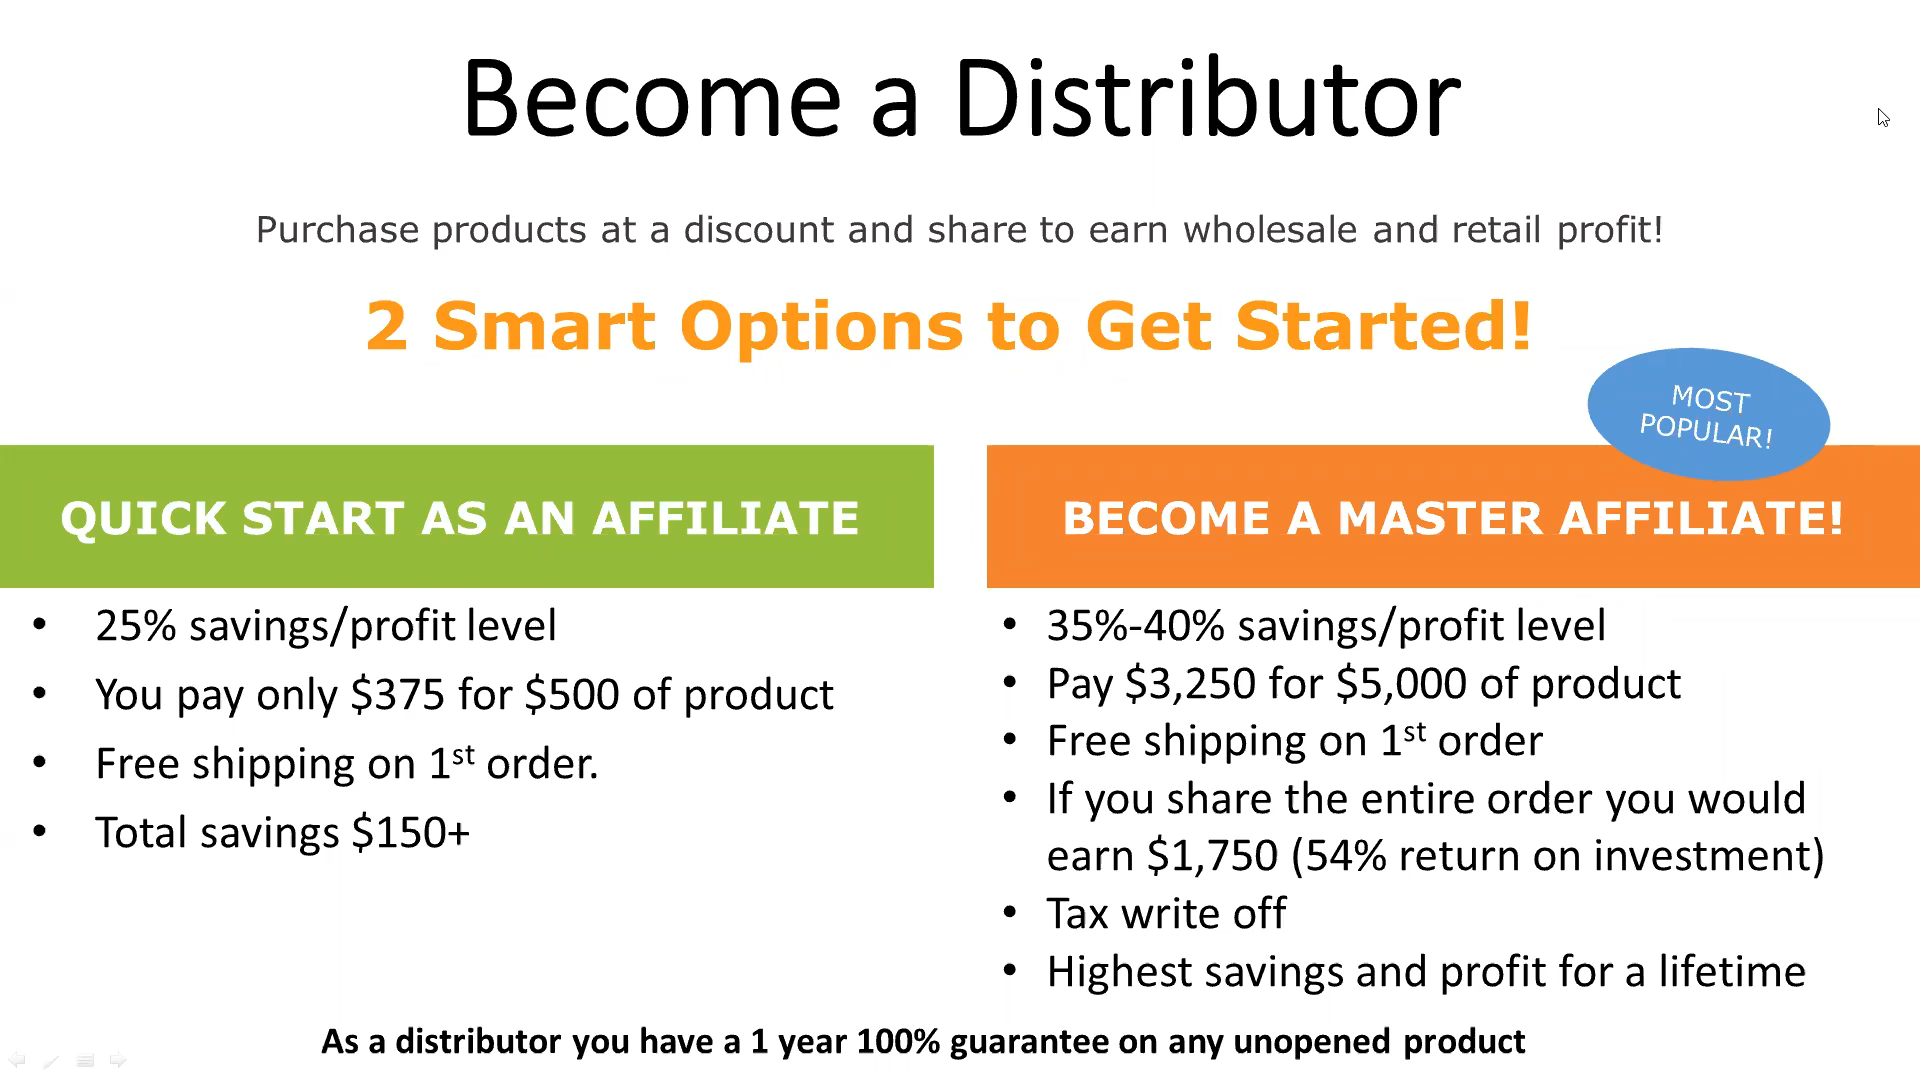 Become a Distributor
Purchase products at a discount and share to earn wholesale and retail profit!
2 Smart Options to Get Started!
MOST
POPULAR!
QUICK START AS AN AFFILIATE
• 25% savings/profit level
• You pay only $375 for $500 of product
• Free shipping on 1st order.
• Total savings $150+
BECOME A MASTER AFFILIATE!
• 35%-40% savings/profit level
• Pay $3,250 for $5,000 of product
• Free shipping on 1st order
• If you share the entire order you would
earn $1,750 (54% return on investment)
• Tax write off
• Highest savings and profit for a lifetime
As a distributor you have a 1 year 100% guarantee on any unopened product